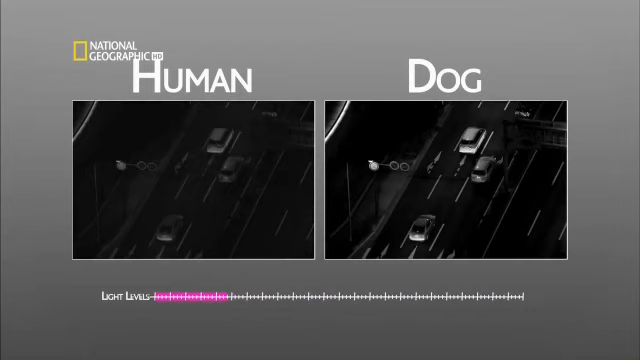 NATIONAL
GEOGRAPHIC HD
HUMAN
DOG
LIGHT LEVELS